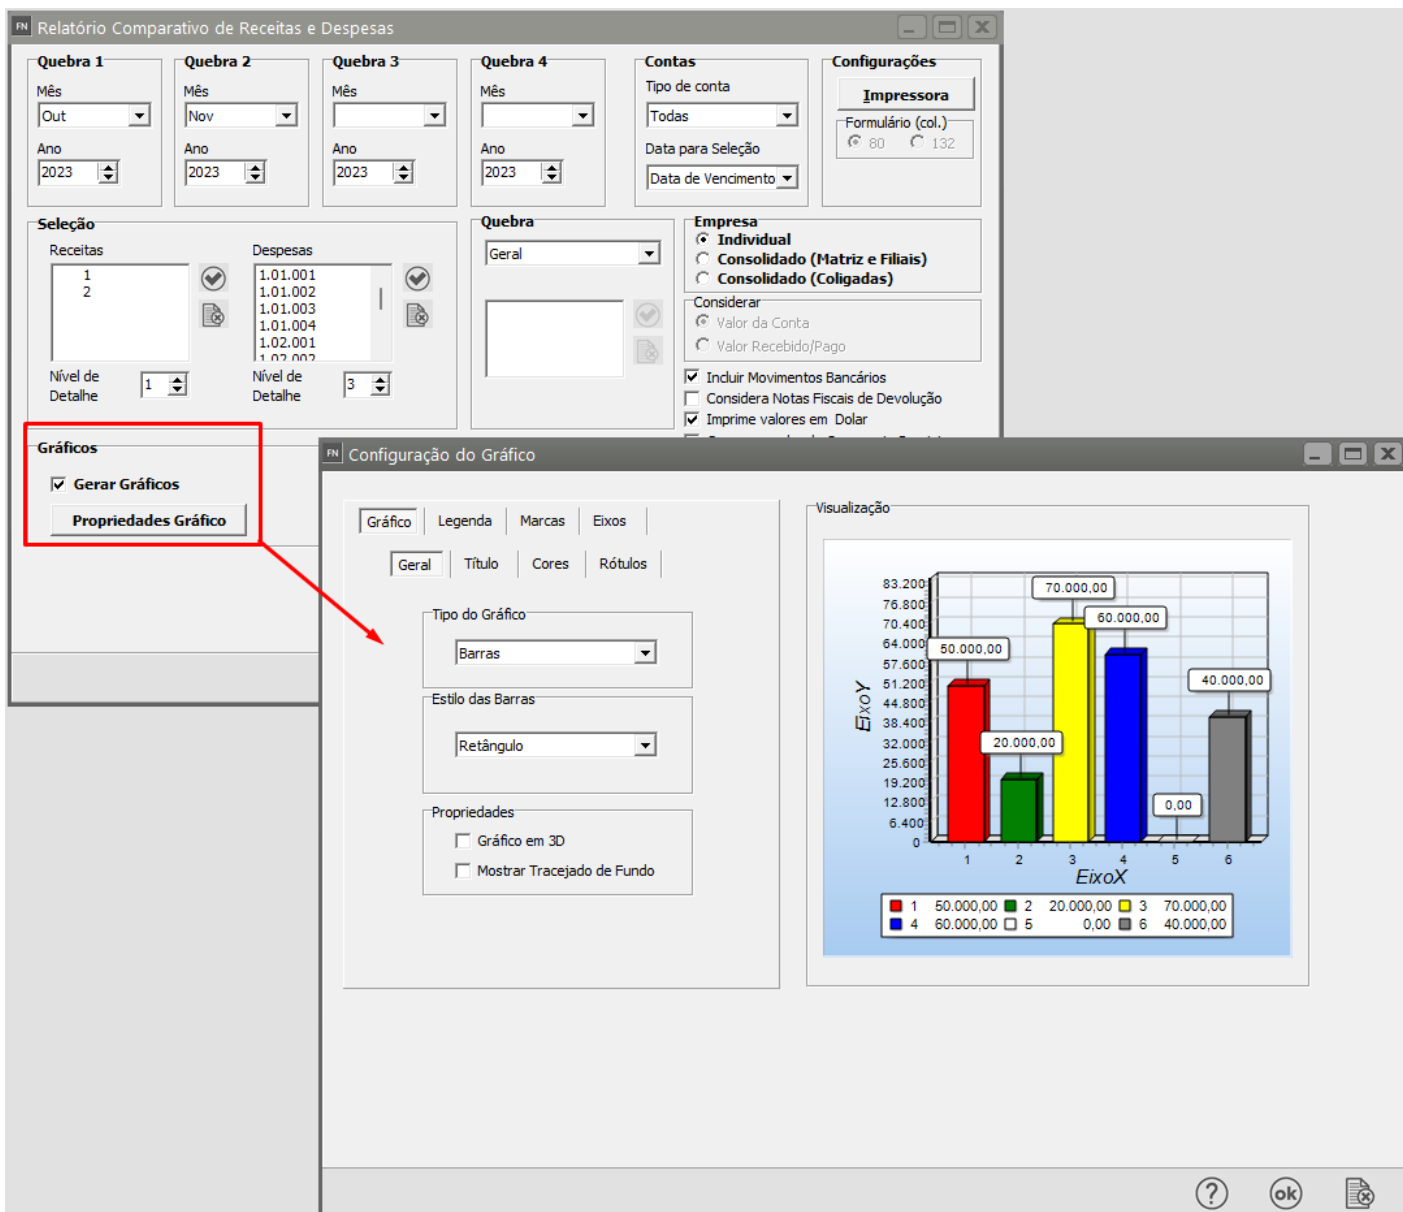 FN Relatório Comparativo de Receitas e Despesas
Quebra 1
Mês
Out
Ano
2023
Quebra 2
Mês
Nov
Ano
2023
Quebra 3
Mês
Ano
2023
Quebra 4
Mês
Ano
2023
Contas
Tipo de conta
Todas
Data para Seleção
Data de Vencimento
Configurações
Impressora
Formulário (col.)
80 132
Seleção
Receitas
1
2
Nível de
Detalhe
1
Despesas
1.01.001
1.01.002
1.01.003
1.01.004
1.02.001
1.02.002
Nível de
Detalhe
3
Quebra
Geral
Empresa
Individual
Consolidado (Matriz e Filiais)
Consolidado (Coligadas)
Considerar
Valor da Conta
Valor Recebido/Pago
Incluir Movimentos Bancários
Considera Notas Fiscais de Devolução
Imprime valores em Dolar
Gráficos
Gerar Gráficos
Propriedades Gráfico
FN Configuração do Gráfico
Gráfico Legenda Marcas Eixos
Geral Título Cores Rótulos
Tipo do Gráfico
Barras
Estilo das Barras
Retângulo
Propriedades
Gráfico em 3D
Mostrar Tracejado de Fundo
Visualização
83.200
76.800
70.400
64.000
57.600
51.200
44.800
38.400
32.000
25.600
19.200
12.800
6.400
0
EixoY
50.000,00
20.000,00
70.000,00
60.000,00
0,00
40.000,00
1 2 3 4 5 6
EixoX
1 50.000,00 2 20.000,00 3 70.000,00
4 60.000,00 5 0,00 6 40.000,00
? ok